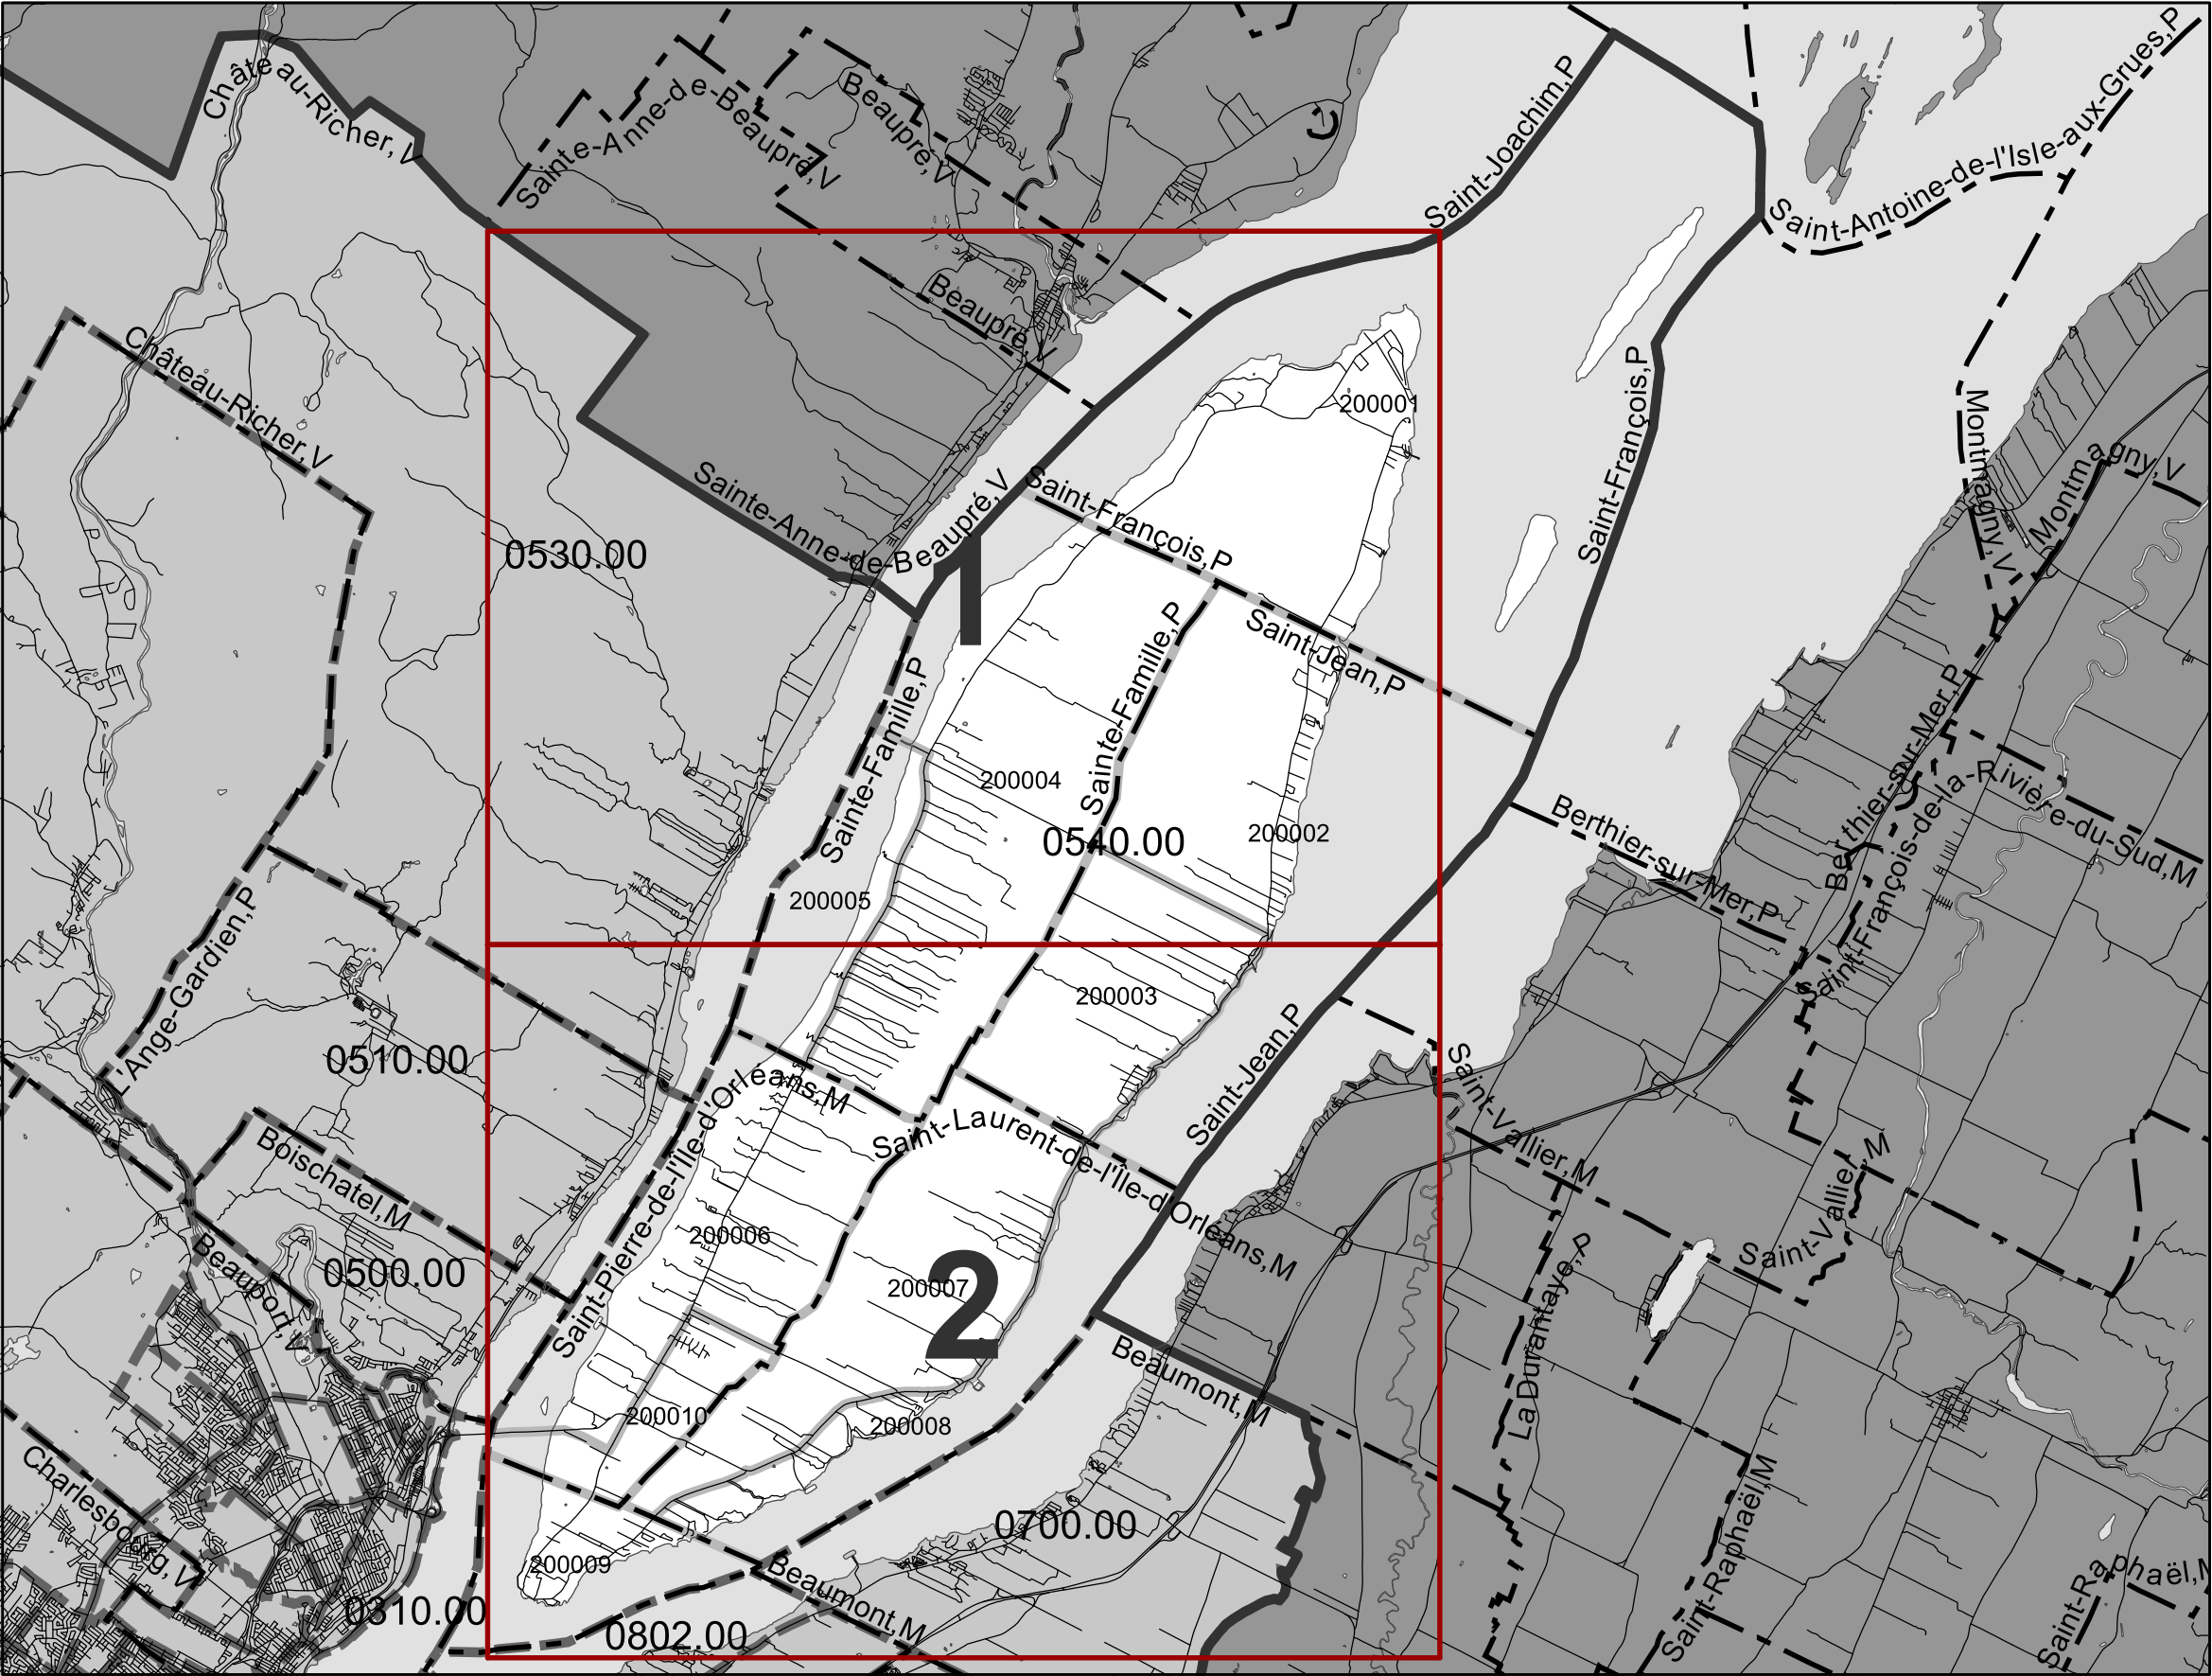 Château-Richer,V
Sainte-Anne-de-Beaupré,V
Beaupré,V
Saint-Joachim,P
Saint-Antoine-de-l'Isle-aux-Grues,P
Beaupré,V
Château-Richer,V
200001
Saint-François,P
Montmagny,V
Montmagny,V
Sainte-Anne-de-Beaupré,V
Saint-François,P
0530.00
1
Saint-Jean,P
Sainte-Famille,P
Sainte-Famille,P
200004
0540.00
200002
Berthier-sur-Mer,P
Berthier-sur-Mer,P
Saint-François-de-la-Rivière-du-Sud,M
Saint-François-de-la-
200005
L'Ange-Gardien,P
200003
0510.00
Saint-Jean,P
Saint-Pierre-de-l'Île-d'Orléans,M
Saint-Laurent-de-l'Île-d'Orléans,M
Saint-Vallier,M
Saint-Vallier,M
Boischatel,M
200006
0500.00
Beauport,V
200007
2
La Durantaye,P
Beaumont,M
200010
200008
Charlesbourg,V
Saint-Raphaël,M
0700.00
200009
Beaumont,M
Saint-Raphaël,M
0310.00
0802.00